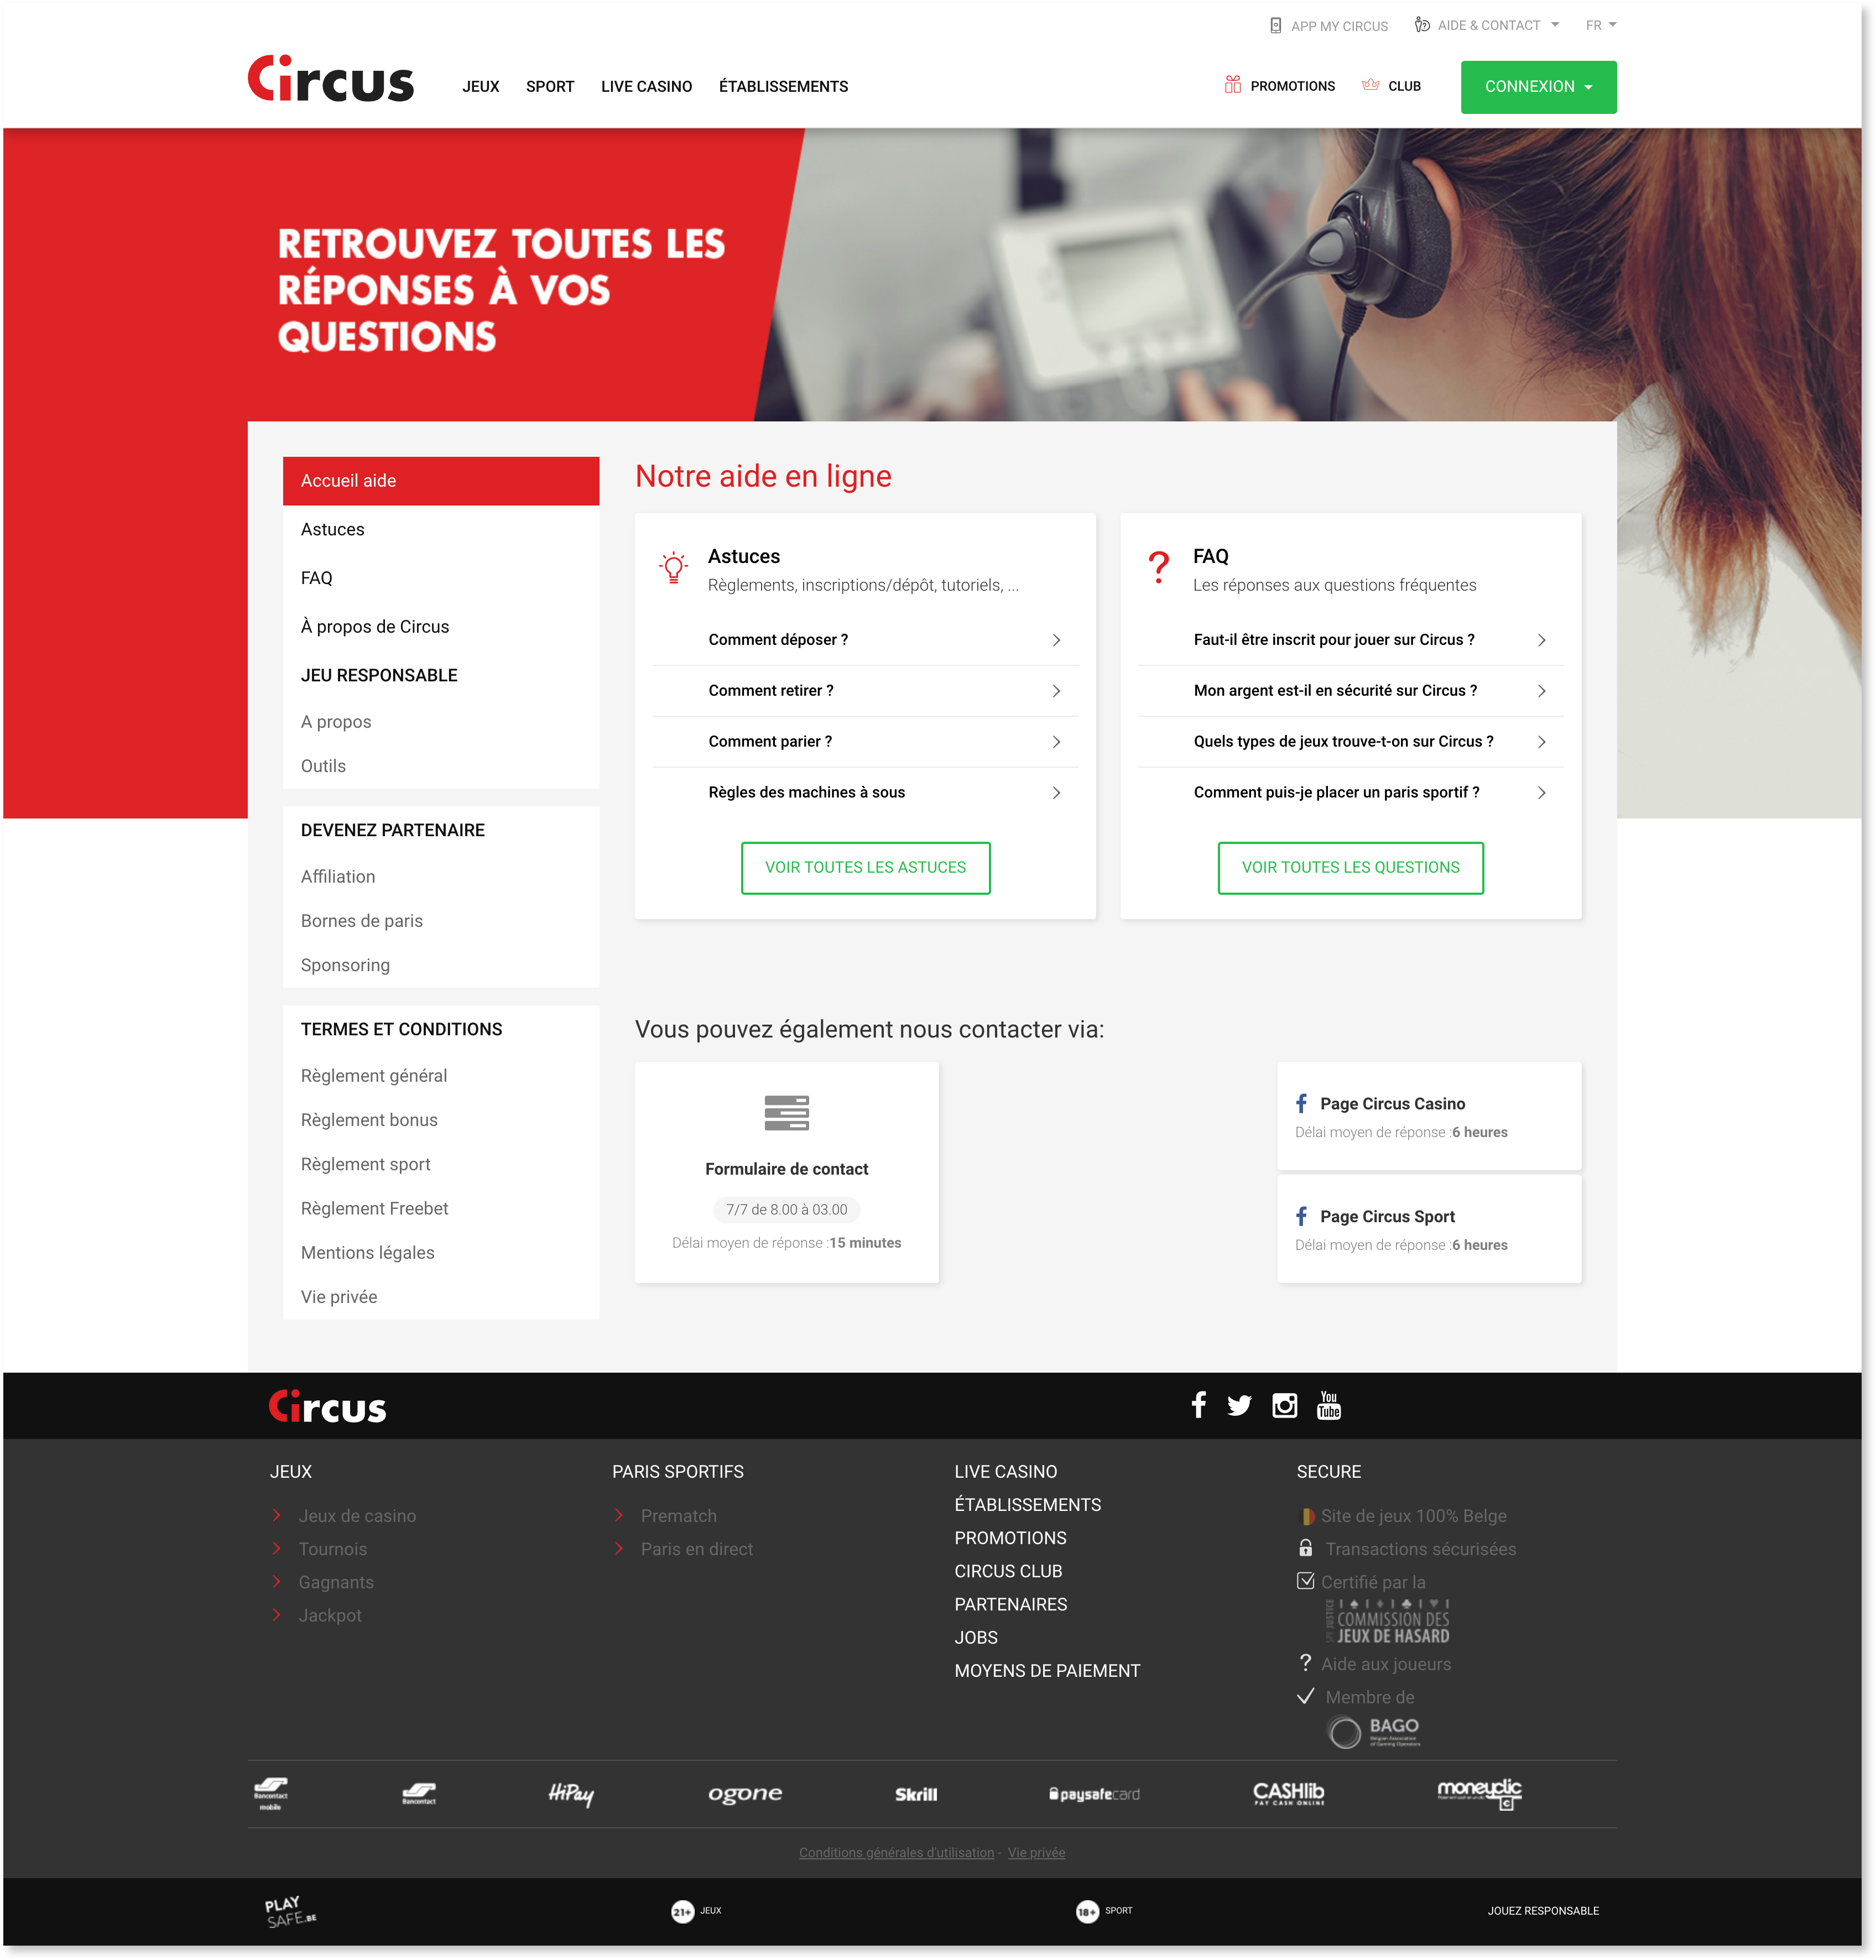 APP MY CIRCUS
AIDE & CONTACT
FR
Circus
JEUX
SPORT
LIVE CASINO
ÉTABLISSEMENTS
PROMOTIONS
CLUB
CONNEXION
RETROUVEZ TOUTES LES
RÉPONSES À VOS
QUESTIONS
Accueil aide
Astuces
FAQ
À propos de Circus
JEU RESPONSABLE
A propos
Outils
DEVENEZ PARTENAIRE
Affiliation
Bornes de paris
Sponsoring
TERMES ET CONDITIONS
Règlement général
Règlement bonus
Règlement sport
Règlement Freebet
Mentions légales
Vie privée
Notre aide en ligne
Astuces
Règlements, inscriptions/dépôt, tutoriels, ...
Comment déposer ?
Comment retirer ?
Comment parier ?
Règles des machines à sous
VOIR TOUTES LES ASTUCES
FAQ
Les réponses aux questions fréquentes
Faut-il être inscrit pour jouer sur Circus ?
Mon argent est-il en sécurité sur Circus ?
Quels types de jeux trouve-t-on sur Circus ?
Comment puis-je placer un paris sportif ?
VOIR TOUTES LES QUESTIONS
Vous pouvez également nous contacter via:
Formulaire de contact
7/7 de 8.00 à 03.00
Délai moyen de réponse :15 minutes
Page Circus Casino
Délai moyen de réponse :6 heures
Page Circus Sport
Délai moyen de réponse :6 heures
Circus
You
Tube
JEUX
Jeux de casino
Tournois
Gagnants
Jackpot
PARIS SPORTIFS
Prematch
Paris en direct
LIVE CASINO
ÉTABLISSEMENTS
PROMOTIONS
CIRCUS CLUB
PARTENAIRES
JOBS
MOYENS DE PAIEMENT
SECURE
Site de jeux 100% Belge
Transactions sécurisées
Certifié par la
JUSTICE
COMMISSION DES
JEUX DE HASARD
Aide aux joueurs
Membre de
BAGO
Belgian Association
of Gaming Operators
Bancontact
mobile
Bancontact
HiPay
ogone
Skrill
paysafecard
CASHlib
PAY CASH ONLINE
moneyclic
Conditions générales d'utilisation - Vie privée
PLAY
SAFE.BE
21+ JEUX
18+ SPORT
JOUEZ RESPONSABLE